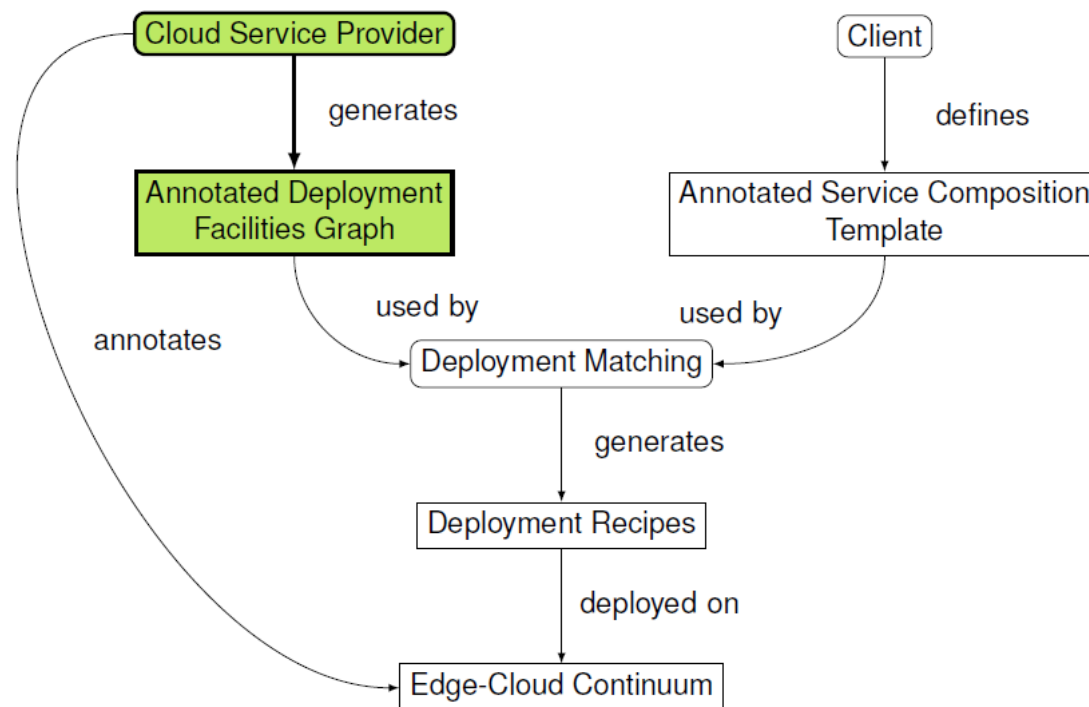 Cloud Service Provider
Client
generates
defines
Annotated Deployment
Facilities Graph
Annotated Service Composition
Template
used by
used by
annotates
Deployment Matching
generates
Deployment Recipes
deployed on
Edge-Cloud Continuum